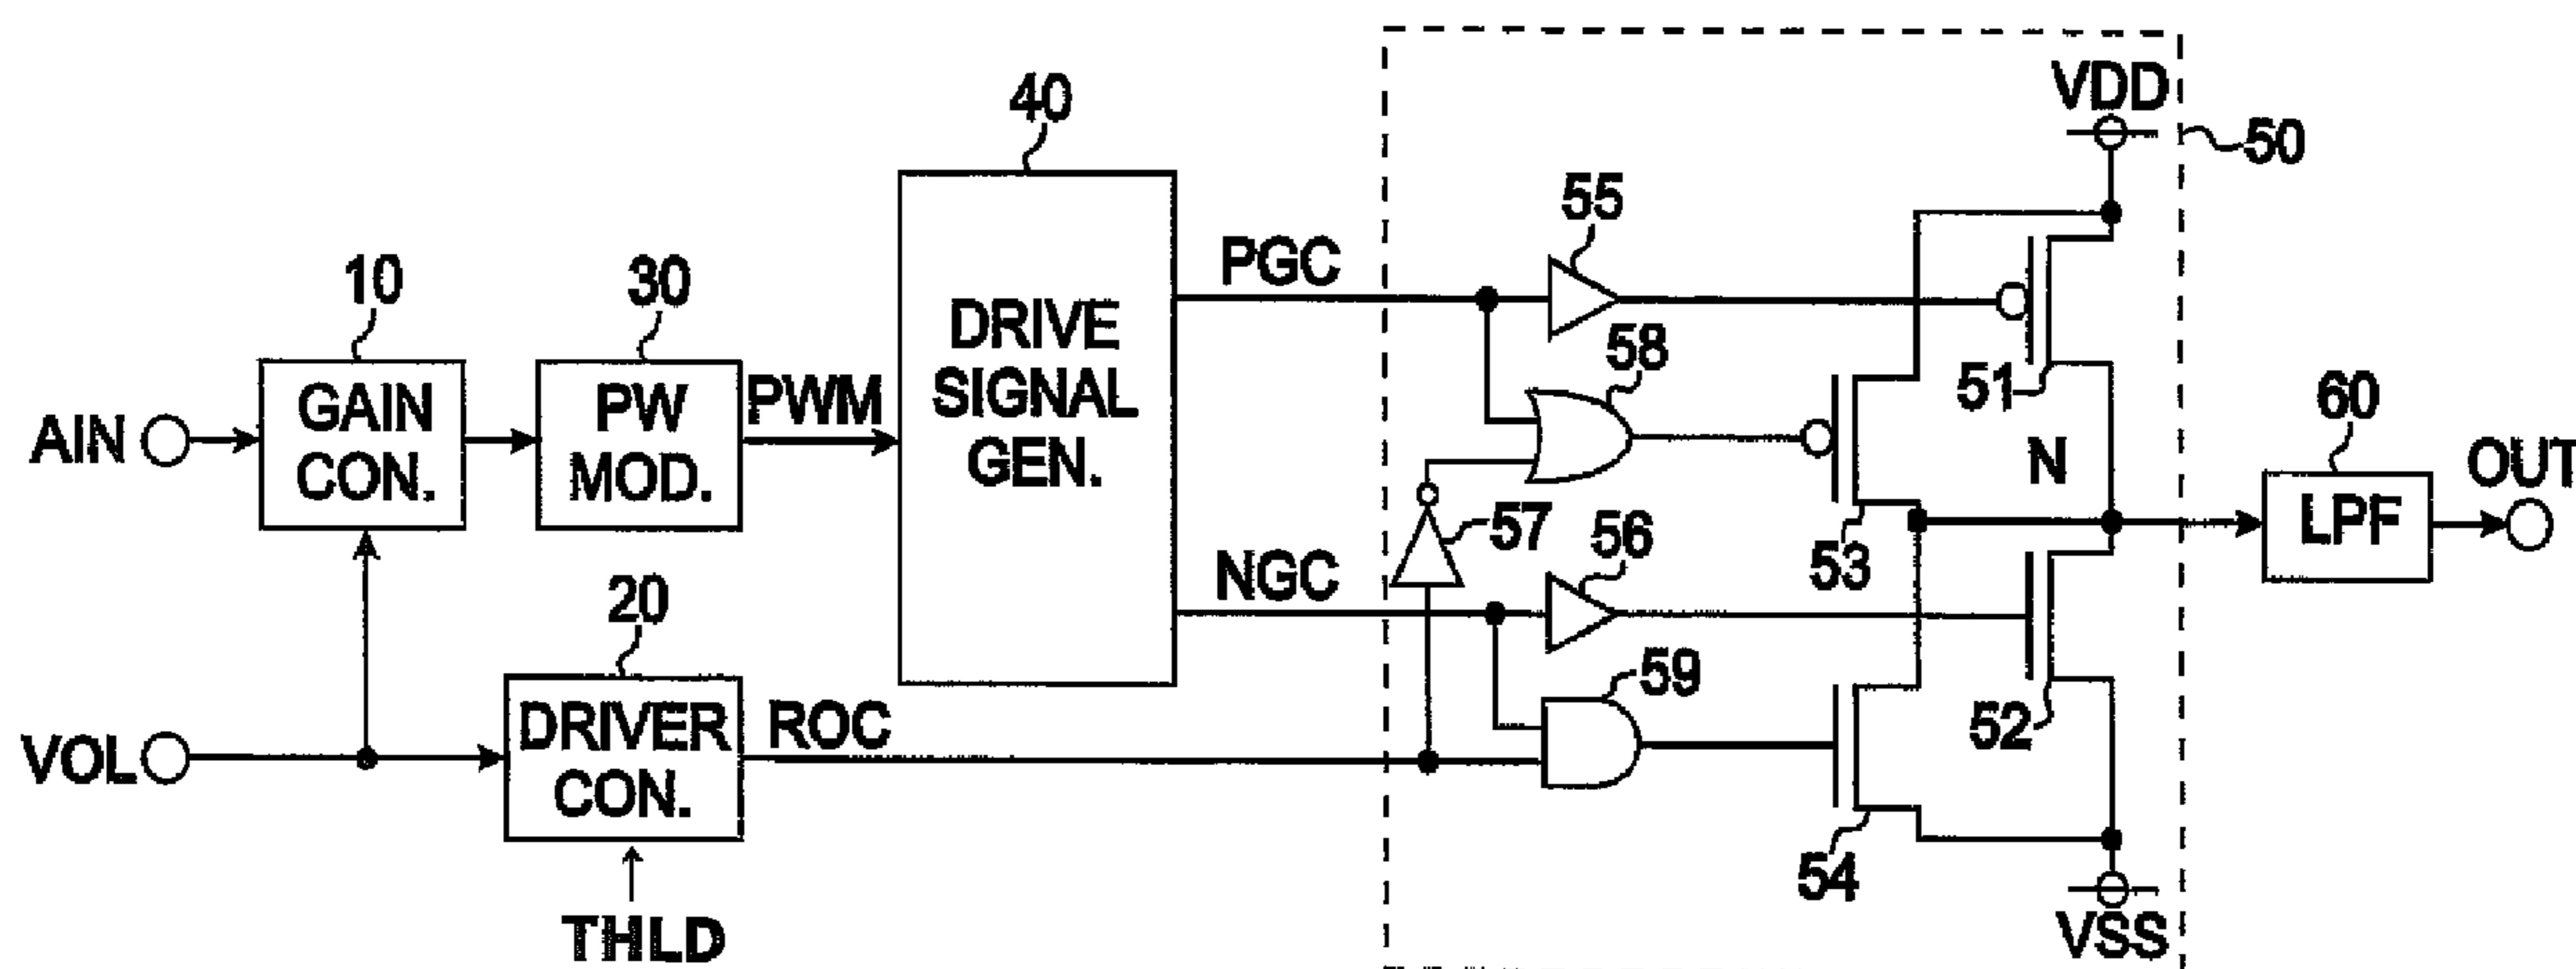 VDD
50
40
55
PGC
10
30
58
DRIVE
SIGNAL
GEN.
51
60
AIN
GAIN
CON.
PW
MOD.
PWM
N
OUT
LPF
57
56
53
NGC
20
59
52
VOL
DRIVER
CON.
ROC
54
THLD
VSS